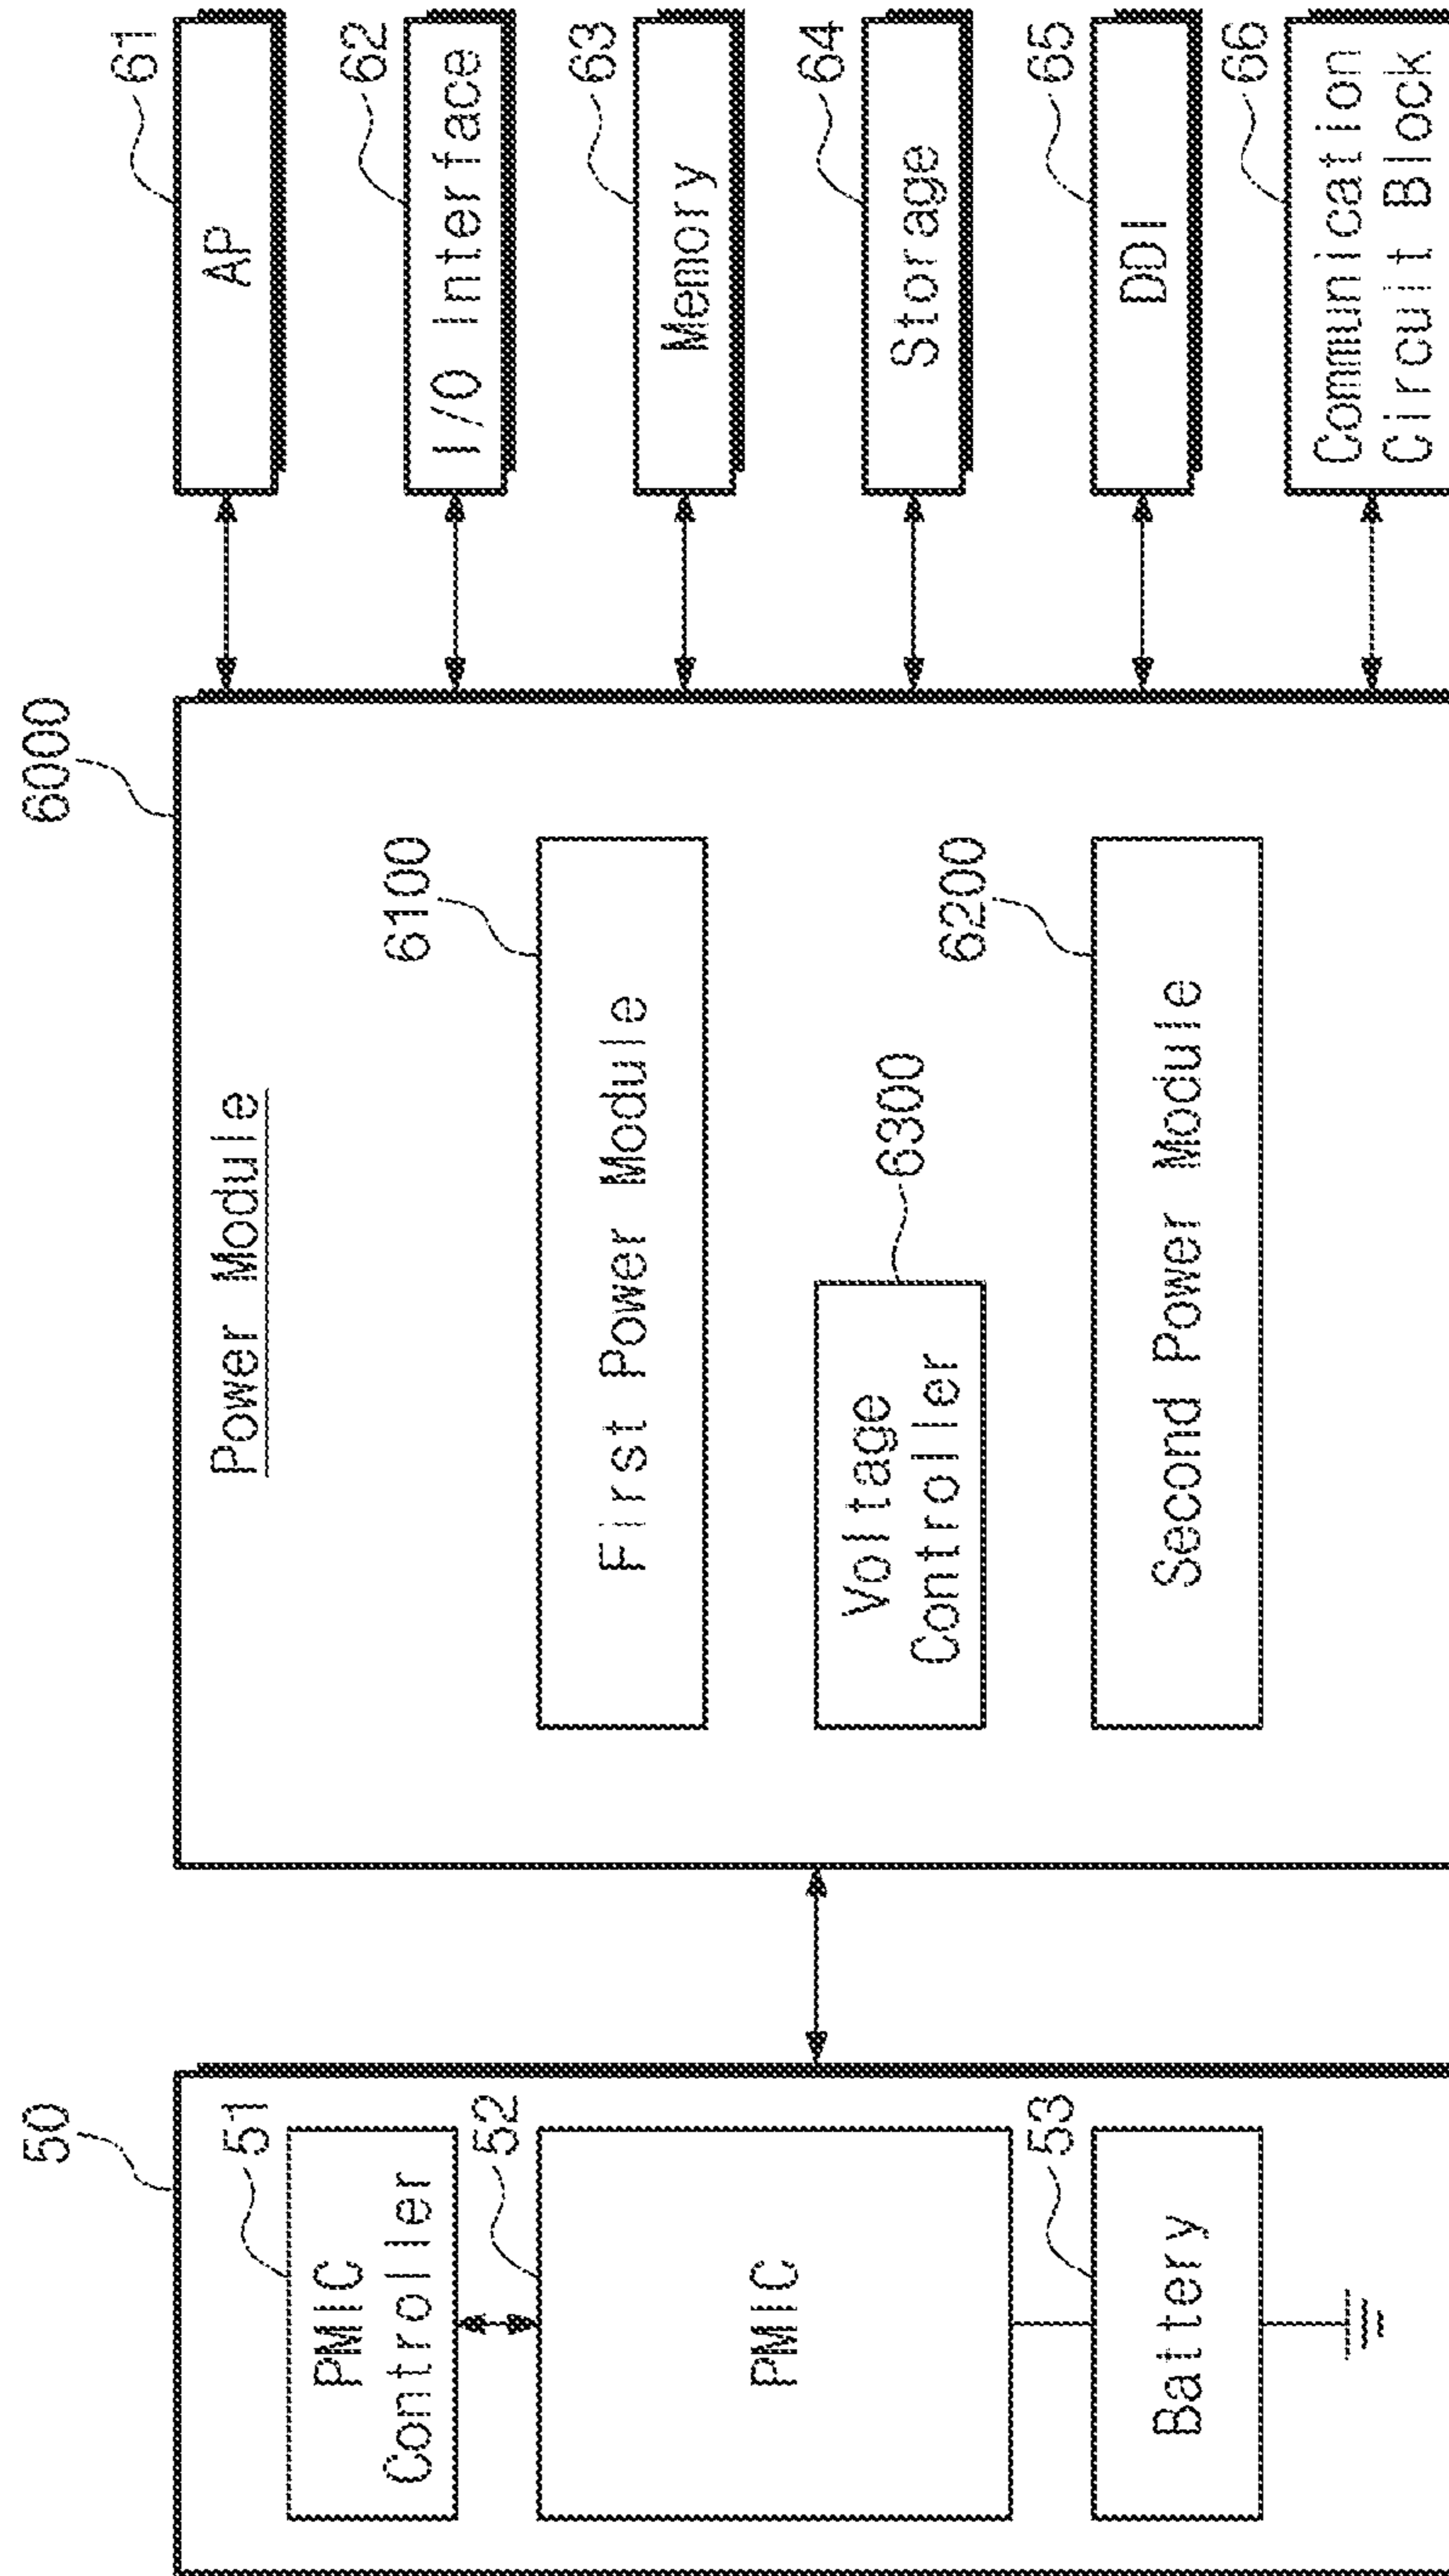 50
51
PMIC
Controller
52
PMIC
53
Battery
6000
Power Module
6100
First Power Module
6300
Voltage
Controller
6200
Second Power Module
61
AP
62
I/O Interface
63
Memory
64
Storage
65
DDI
66
Communication
Circuit Block